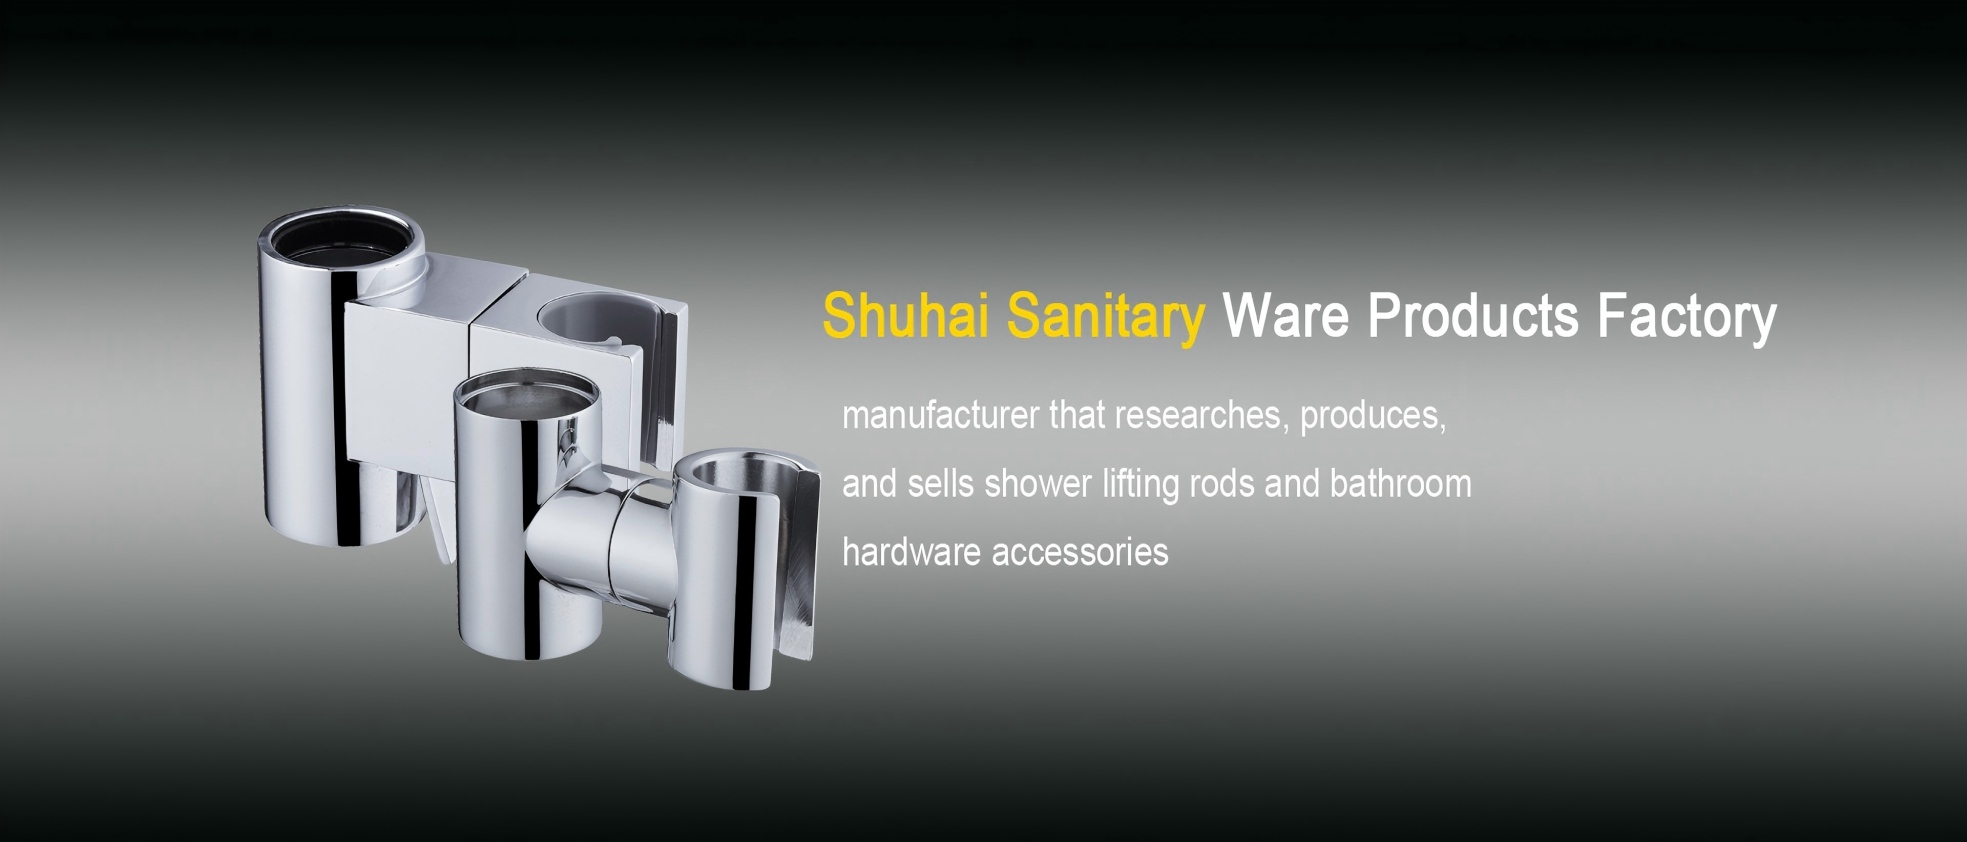 Shuhai Sanitary Ware Products Factory
manufacturer that researches, produces,
and sells shower lifting rods and bathroom
hardware accessories